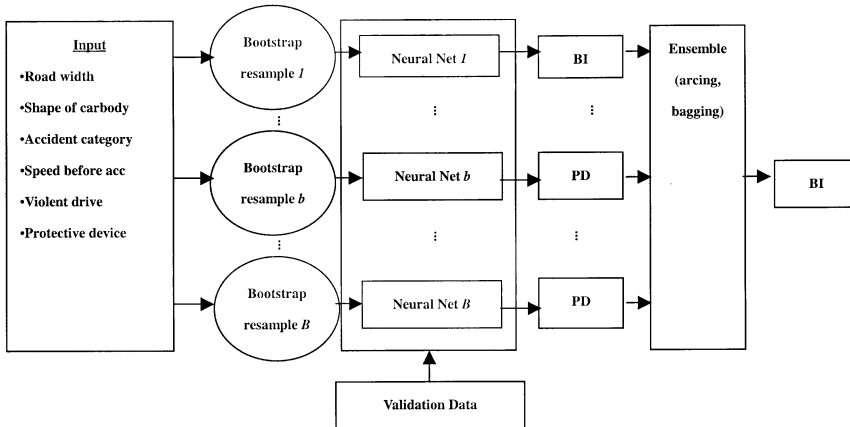 Input
•Road width
•Shape of carbody
•Accident category
•Speed before acc
•Violent drive
•Protective device
Bootstrap
resample 1
Bootstrap
resample b
Bootstrap
resample B
Neural Net 1
Neural Net b
Neural Net B
Validation Data
BI
PD
PD
Ensemble
(arcing,
bagging)
BI